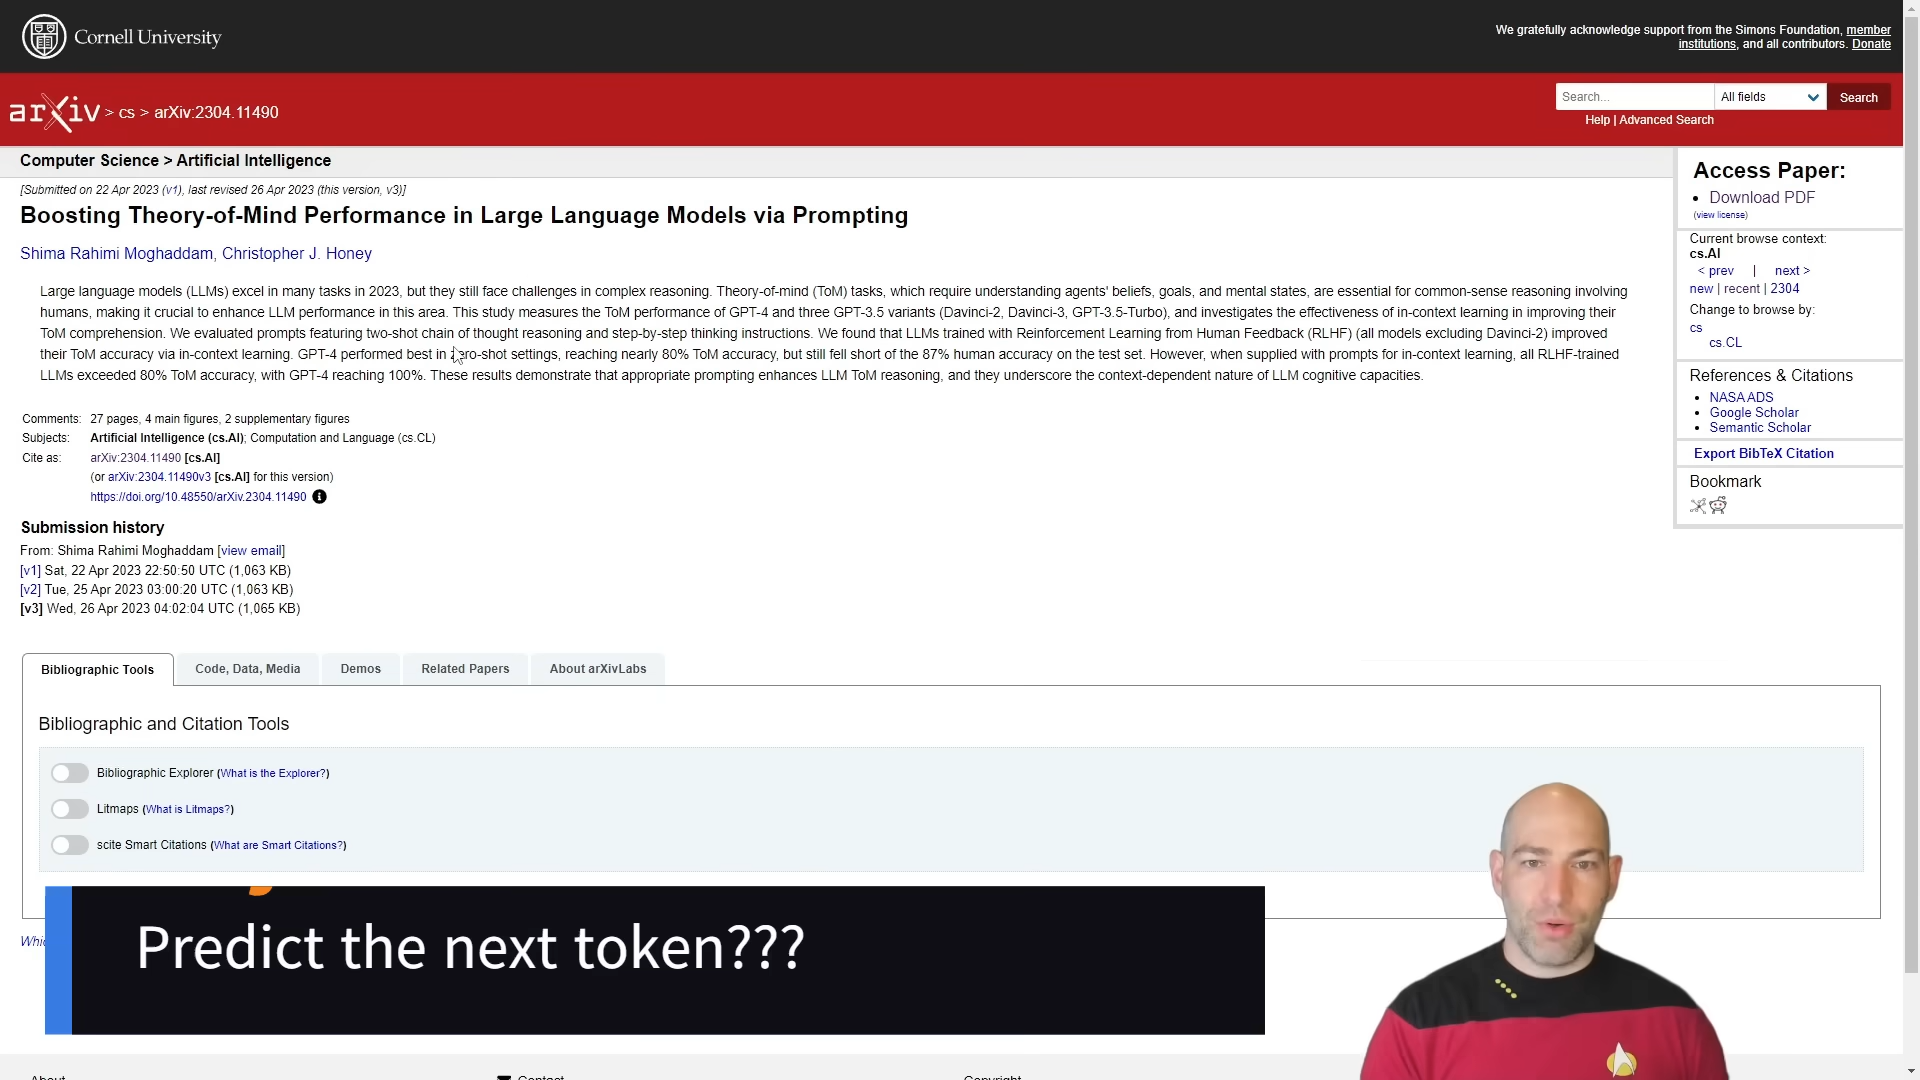 Cornell University
We gratefully acknowledge support from the Simons Foundation, member
institutions, and all contributors. Donate
arXiv > cs > arXiv:2304.11490
Search...
All fields
Search
Help | Advanced Search
Computer Science > Artificial Intelligence
[Submitted on 22 Apr 2023 (v1), last revised 26 Apr 2023 (this version, v3)]
Boosting Theory-of-Mind Performance in Large Language Models via Prompting
Shima Rahimi Moghaddam, Christopher J. Honey
Large language models (LLMs) excel in many tasks in 2023, but they still face challenges in complex reasoning. Theory-of-mind (ToM) tasks, which require understanding agents' beliefs, goals, and mental states, are essential for common-sense reasoning involving
humans, making it crucial to enhance LLM performance in this area. This study measures the ToM performance of GPT-4 and three GPT-3.5 variants (Davinci-2, Davinci-3, GPT-3.5-Turbo), and investigates the effectiveness of in-context learning in improving their
ToM comprehension. We evaluated prompts featuring two-shot chain of thought reasoning and step-by-step thinking instructions. We found that LLMs trained with Reinforcement Learning from Human Feedback (RLHF) (all models excluding Davinci-2) improved
their ToM accuracy via in-context learning. GPT-4 performed best in zero-shot settings, reaching nearly 80% ToM accuracy, but still fell short of the 87% human accuracy on the test set. However, when supplied with prompts for in-context learning, all RLHF-trained
LLMs exceeded 80% ToM accuracy, with GPT-4 reaching 100%. These results demonstrate that appropriate prompting enhances LLM ToM reasoning, and they underscore the context-dependent nature of LLM cognitive capacities.
Comments: 27 pages, 4 main figures, 2 supplementary figures
Subjects: Artificial Intelligence (cs.AI); Computation and Language (cs.CL)
Cite as: arXiv:2304.11490 [cs.AI]
(or arXiv:2304.11490v3 [cs.AI] for this version)
https://doi.org/10.48550/arXiv.2304.11490
Submission history
From: Shima Rahimi Moghaddam [view email]
[v1] Sat, 22 Apr 2023 22:50:50 UTC (1,063 KB)
[v2] Tue, 25 Apr 2023 03:00:20 UTC (1,063 KB)
[v3] Wed, 26 Apr 2023 04:02:04 UTC (1,065 KB)
Access Paper:
Download PDF
(view license)
Current browse context:
cs.AI
< prev | next >
new | recent | 2304
Change to browse by:
cs
cs.CL
References & Citations
NASA ADS
Google Scholar
Semantic Scholar
Export BibTeX Citation
Bookmark
Bibliographic Tools
Code, Data, Media
Demos
Related Papers
About arXivLabs
Bibliographic and Citation Tools
Bibliographic Explorer (What is the Explorer?)
Litmaps (What is Litmaps?)
scite Smart Citations (What are Smart Citations?)
Predict the next token???